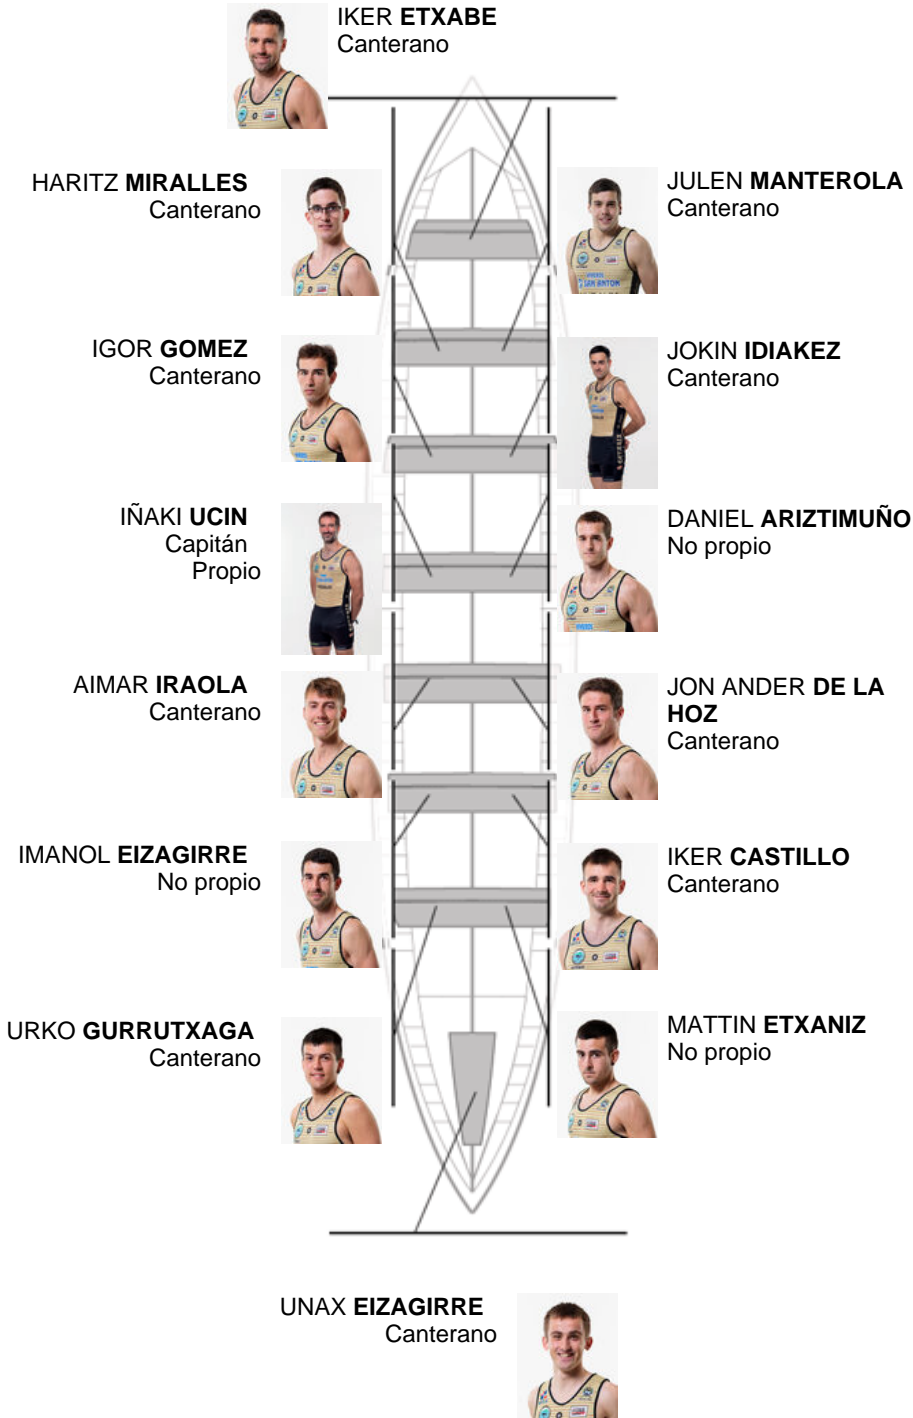 IKER ETXABE
Canterano
HARITZ MIRALLES
Canterano
JULEN MANTEROLA
Canterano
IGOR GOMEZ
Canterano
JOKIN IDIAKEZ
Canterano
IÑAKI UCIN
Capitán
Propio
DANIEL ARIZTIMUÑO
No propio
AIMAR IRAOLA
Canterano
JON ANDER DE LA
HOZ
Canterano
IMANOL EIZAGIRRE
No propio
IKER CASTILLO
Canterano
URKO GURRUTXAGA
Canterano
MATTIN ETXANIZ
No propio
UNAX EIZAGIRRE
Canterano